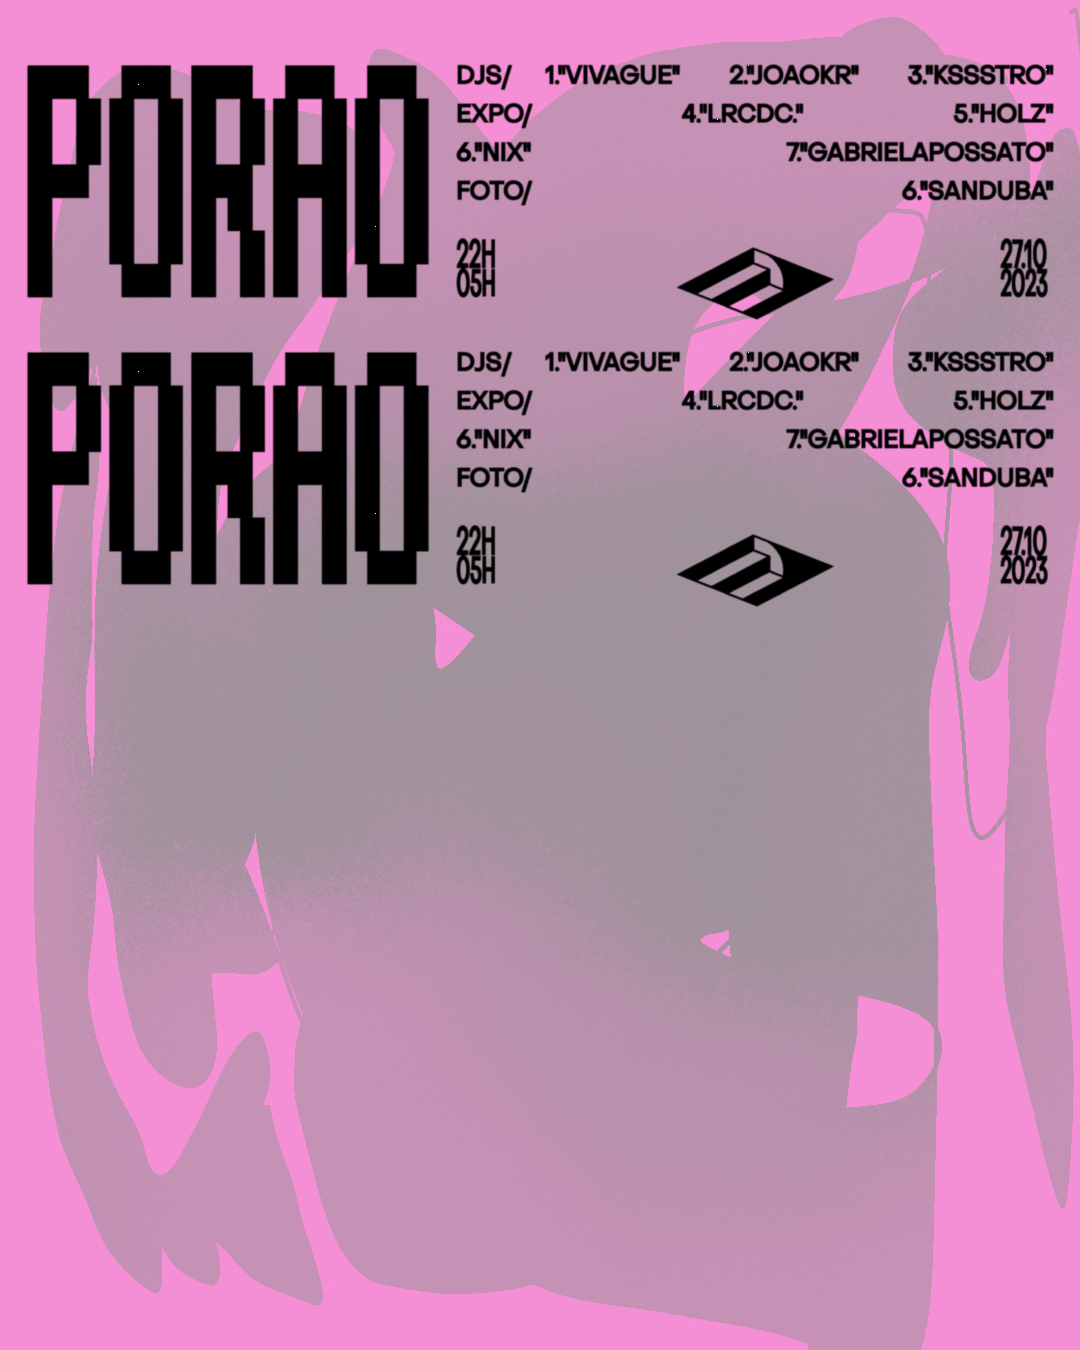 PORAO
DJS/ 1."VIVAGUE" 2."JOAOKR" 3."KSSSTRO"
EXPO/ 4."LRCDC." 5."HOLZ"
6."NIX" 7."GABRIELAPOSSATO"
FOTO/ 6."SANDUBA"
22H 27.10
05H 2023
PORAO
DJS/ 1."VIVAGUE" 2."JOAOKR" 3."KSSSTRO"
EXPO/ 4."LRCDC." 5."HOLZ"
6."NIX" 7."GABRIELAPOSSATO"
FOTO/ 6."SANDUBA"
22H 27.10
05H 2023